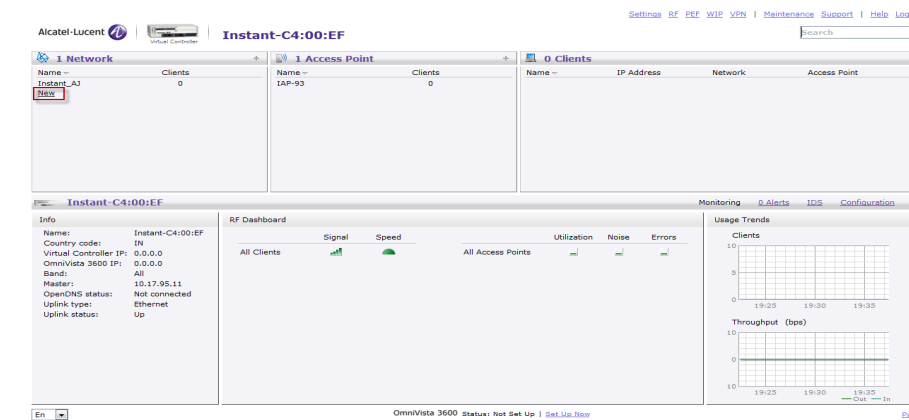 Settings RF PEF WIP VPN | Maintenance Support | Help Log
Alcatel-Lucent
Virtual Controller
Instant-C4:00:EF
Search
1 Network +
Name Clients
Instant_AJ 0
New
1 Access Point +
Name Clients
IAP-93 0
0 Clients
Name IP Address Network Access Point
Instant-C4:00:EF
Monitoring 0 Alerts IDS Configuration
Info
Name: Instant-C4:00:EF
Country code: IN
Virtual Controller IP: 0.0.0.0
OmniVista 3600 IP: 0.0.0.0
Band: All
Master: 10.17.95.11
OpenDNS status: Not connected
Uplink type: Ethernet
Uplink status: Up
RF Dashboard
Signal Speed
All Clients
Utilization Noise Errors
All Access Points
Usage Trends
Clients
10
5
0
19:25 19:30 19:35
Throughput (bps)
10
0
10
19:25 19:30 19:35
Out In
En
OmniVista 3600 Status: Not Set Up | Set Up Now